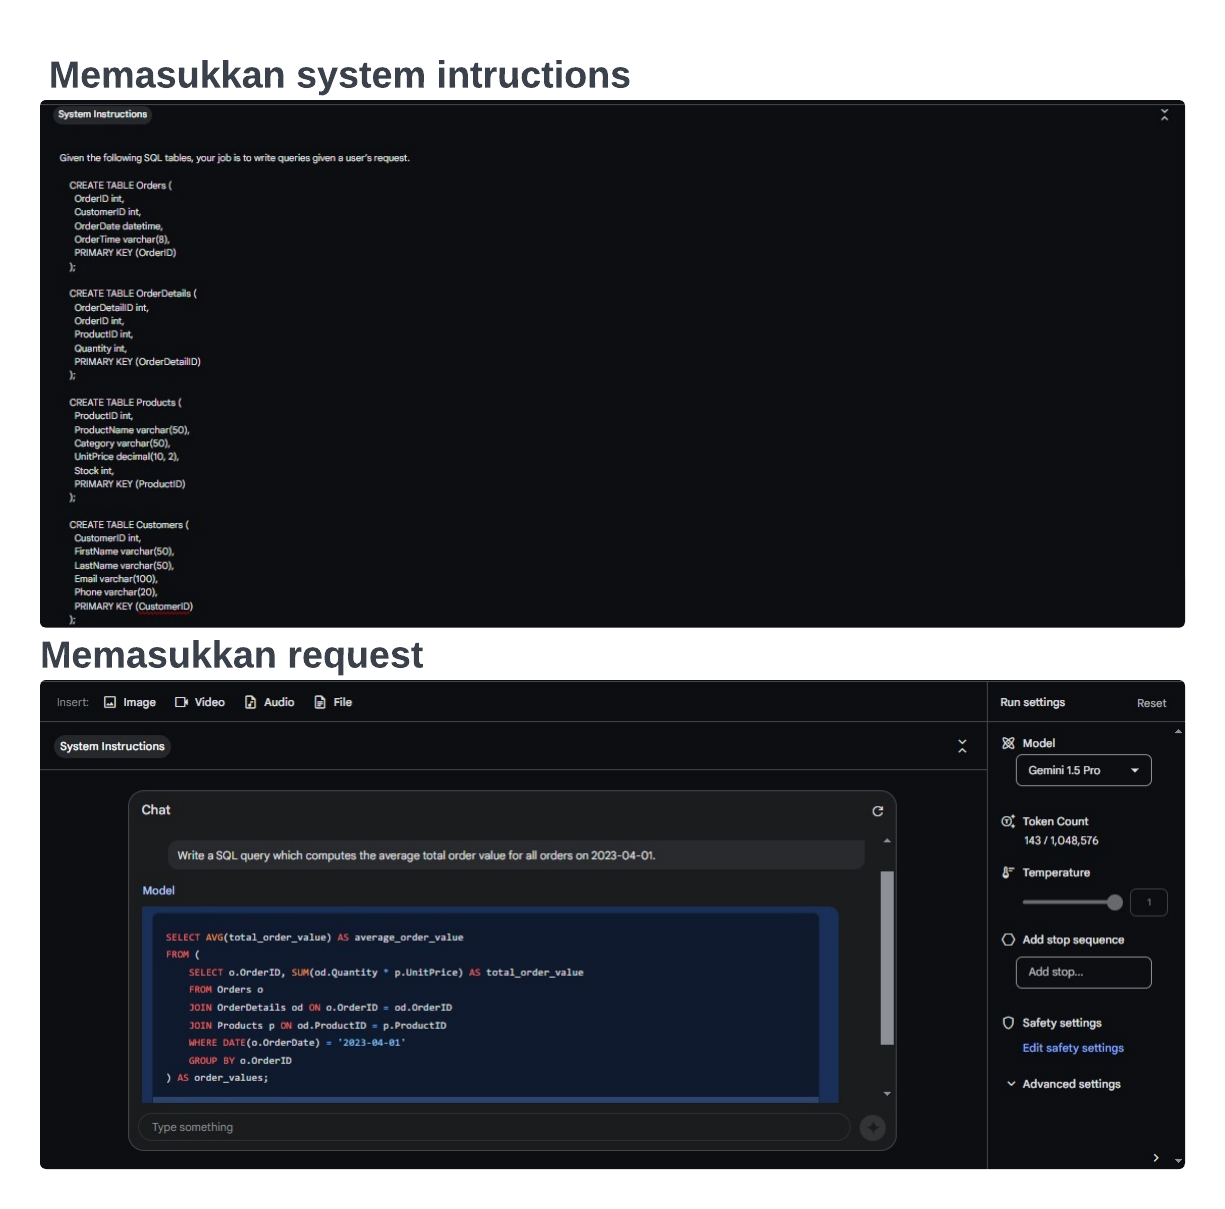 Memasukkan system intructions
System Instructions
Given the following SQL tables, your job is to write queries given a user's request.
CREATE TABLE Orders (
OrderID int,
CustomerID int,
OrderDate datetime,
OrderTime varchar(8),
PRIMARY KEY (OrderID)
);
CREATE TABLE OrderDetails (
OrderDetailID int,
OrderID int,
ProductID int,
Quantity int,
PRIMARY KEY (OrderDetailID)
);
CREATE TABLE Products (
ProductID int,
ProductName varchar(50),
Category varchar(50),
UnitPrice decimal(10, 2),
Stock int,
PRIMARY KEY (ProductID)
);
CREATE TABLE Customers (
CustomerID int,
FirstName varchar(50),
LastName varchar(50),
Email varchar(100),
Phone varchar(20),
PRIMARY KEY (CustomerID)
);
Memasukkan request
Insert: Image Video Audio File
System Instructions
Chat
Write a SQL query which computes the average total order value for all orders on 2023-04-01.
Model
SELECT AVG(total_order_value) AS average_order_value
FROM (
SELECT o.OrderID, SUM(od.Quantity * p.UnitPrice) AS total_order_value
FROM Orders o
JOIN OrderDetails od ON o.OrderID = od.OrderID
JOIN Products p ON od.ProductID = p.ProductID
WHERE DATE(o.OrderDate) = '2023-04-01'
GROUP BY o.OrderID
) AS order_values;
Type something
Run settings Reset
Model
Gemini 1.5 Pro
Token Count
143 / 1,048,576
Temperature
1
Add stop sequence
Add stop...
Safety settings
Edit safety settings
Advanced settings